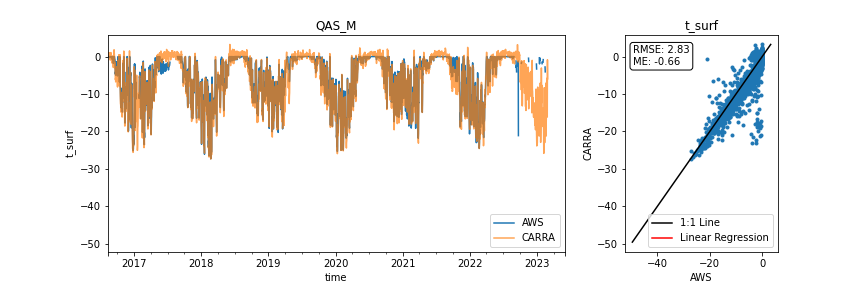 QAS_M
0
−10
−20
−30
−40
−50
t_surf
2017
2018
2019
2020
2021
2022
2023
time
AWS
CARRA
t_surf
RMSE: 2.83
ME: -0.66
0
−10
−20
−30
−40
−50
CARRA
−40
−20
0
AWS
1:1 Line
Linear Regression